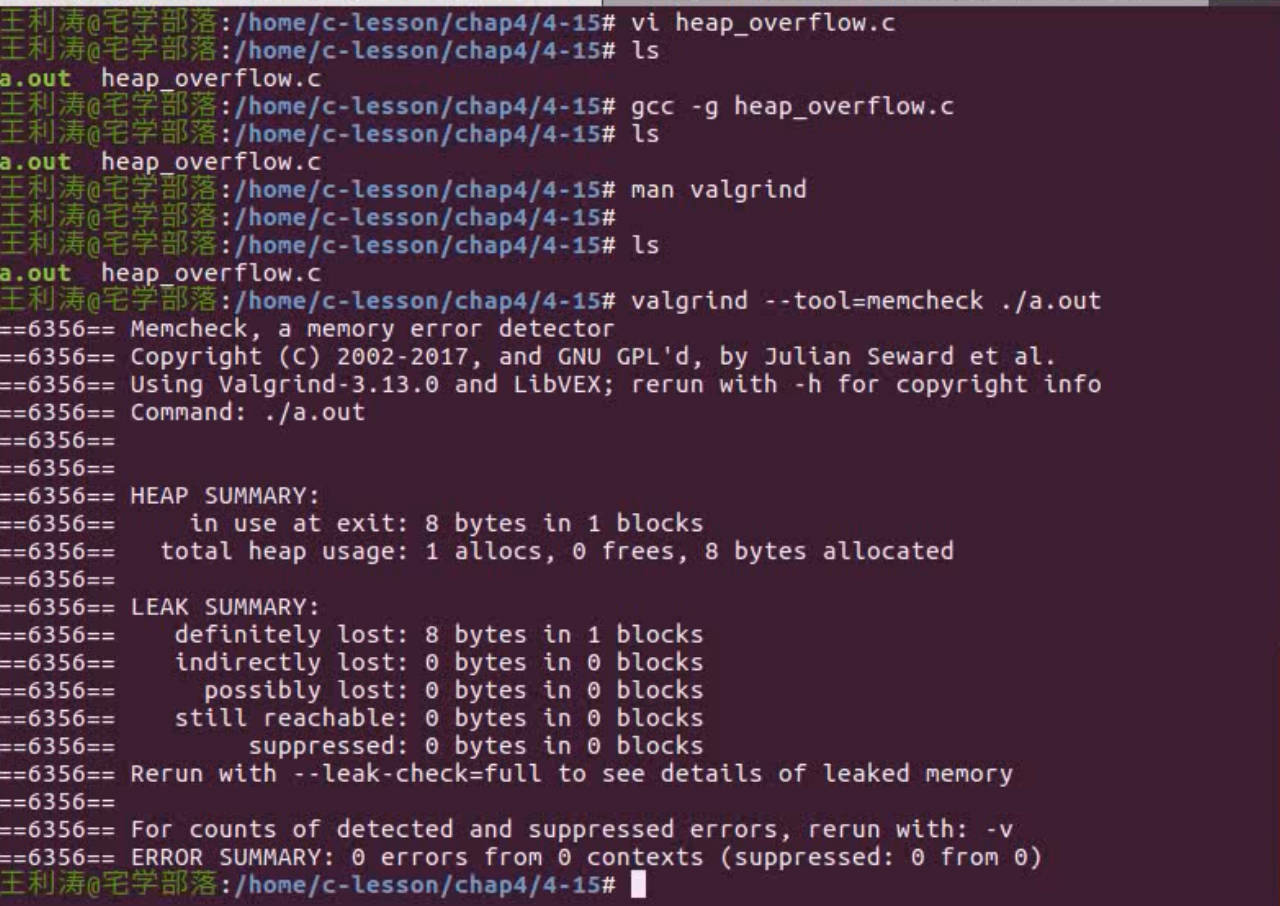 王利涛@宅学部落:/home/c-lesson/chap4/4-15# vi heap_overflow.c
王利涛@宅学部落:/home/c-lesson/chap4/4-15# ls
a.out  heap_overflow.c
王利涛@宅学部落:/home/c-lesson/chap4/4-15# gcc -g heap_overflow.c
王利涛@宅学部落:/home/c-lesson/chap4/4-15# ls
a.out  heap_overflow.c
王利涛@宅学部落:/home/c-lesson/chap4/4-15# man valgrind
王利涛@宅学部落:/home/c-lesson/chap4/4-15#
王利涛@宅学部落:/home/c-lesson/chap4/4-15# ls
a.out  heap_overflow.c
王利涛@宅学部落:/home/c-lesson/chap4/4-15# valgrind --tool=memcheck ./a.out
==6356== Memcheck, a memory error detector
==6356== Copyright (C) 2002-2017, and GNU GPL'd, by Julian Seward et al.
==6356== Using Valgrind-3.13.0 and LibVEX; rerun with -h for copyright info
==6356== Command: ./a.out
==6356==
==6356==
==6356== HEAP SUMMARY:
==6356==     in use at exit: 8 bytes in 1 blocks
==6356==   total heap usage: 1 allocs, 0 frees, 8 bytes allocated
==6356==
==6356== LEAK SUMMARY:
==6356==    definitely lost: 8 bytes in 1 blocks
==6356==    indirectly lost: 0 bytes in 0 blocks
==6356==      possibly lost: 0 bytes in 0 blocks
==6356==    still reachable: 0 bytes in 0 blocks
==6356==         suppressed: 0 bytes in 0 blocks
==6356== Rerun with --leak-check=full to see details of leaked memory
==6356==
==6356== For counts of detected and suppressed errors, rerun with: -v
==6356== ERROR SUMMARY: 0 errors from 0 contexts (suppressed: 0 from 0)
王利涛@宅学部落:/home/c-lesson/chap4/4-15#